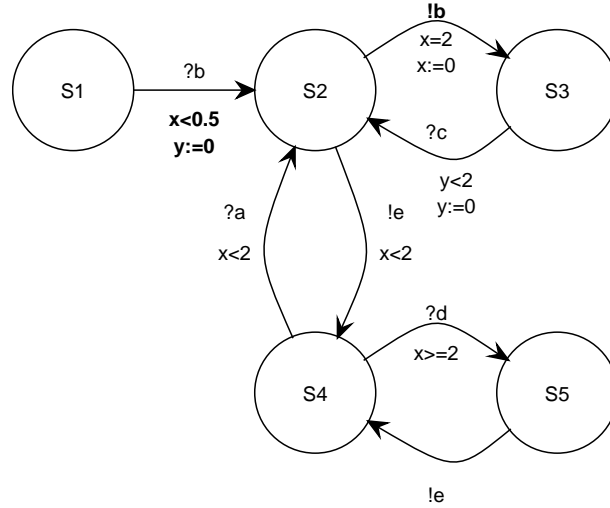 !b
x=2
x:=0
?b
S1
S2
S3
x<0.5
y:=0
?c
y<2
y:=0
?a
x<2
!e
x<2
?d
x>=2
S4
S5
!e